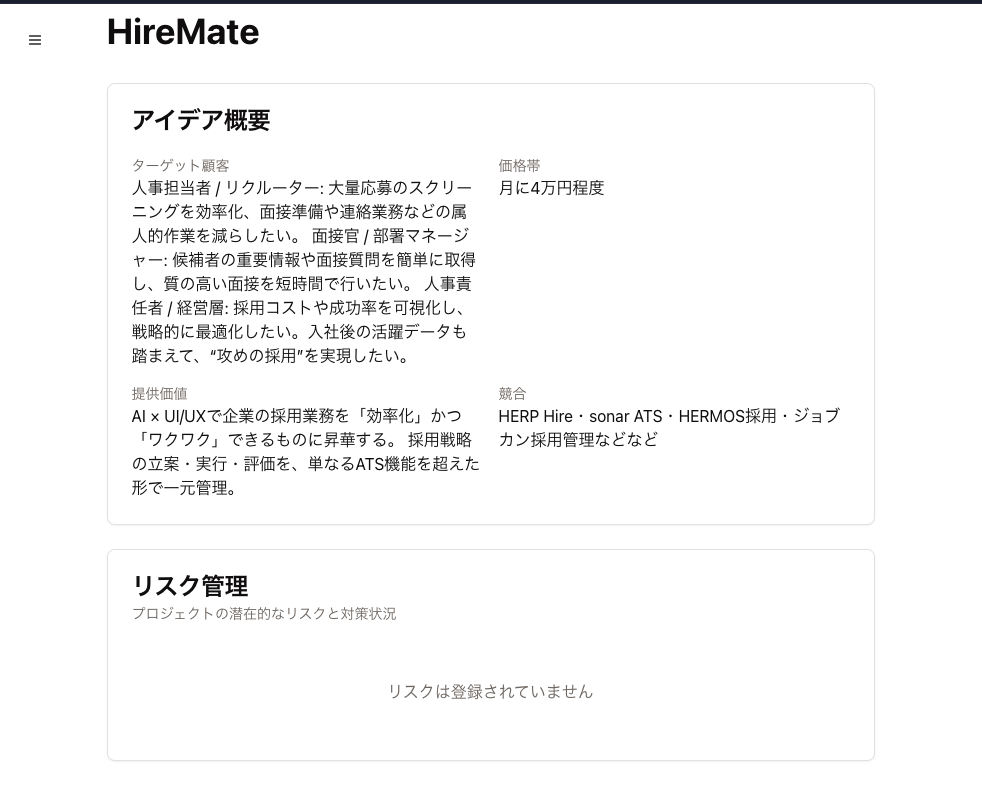 HireMate
アイデア概要
ターゲット顧客
人事担当者 / リクルーター: 大量応募のスクリー
ニングを効率化、面接準備や連絡業務などの属
人的作業を減らしたい。 面接官 / 部署マネージ
ャー: 候補者の重要情報や面接質問を簡単に取得
し、質の高い面接を短時間で行いたい。 人事責
任者 / 経営層: 採用コストや成功率を可視化し、
戦略的に最適化したい。入社後の活躍データも
踏まえて、“攻めの採用”を実現したい。
価格帯
月に4万円程度
提供価値
AI × UI/UXで企業の採用業務を「効率化」かつ
「ワクワク」できるものに昇華する。 採用戦略
の立案・実行・評価を、単なるATS機能を超えた
形で一元管理。
競合
HERP Hire・sonar ATS・HERMOS採用・ジョブ
カン採用管理などなど
リスク管理
プロジェクトの潜在的なリスクと対策状況
リスクは登録されていません